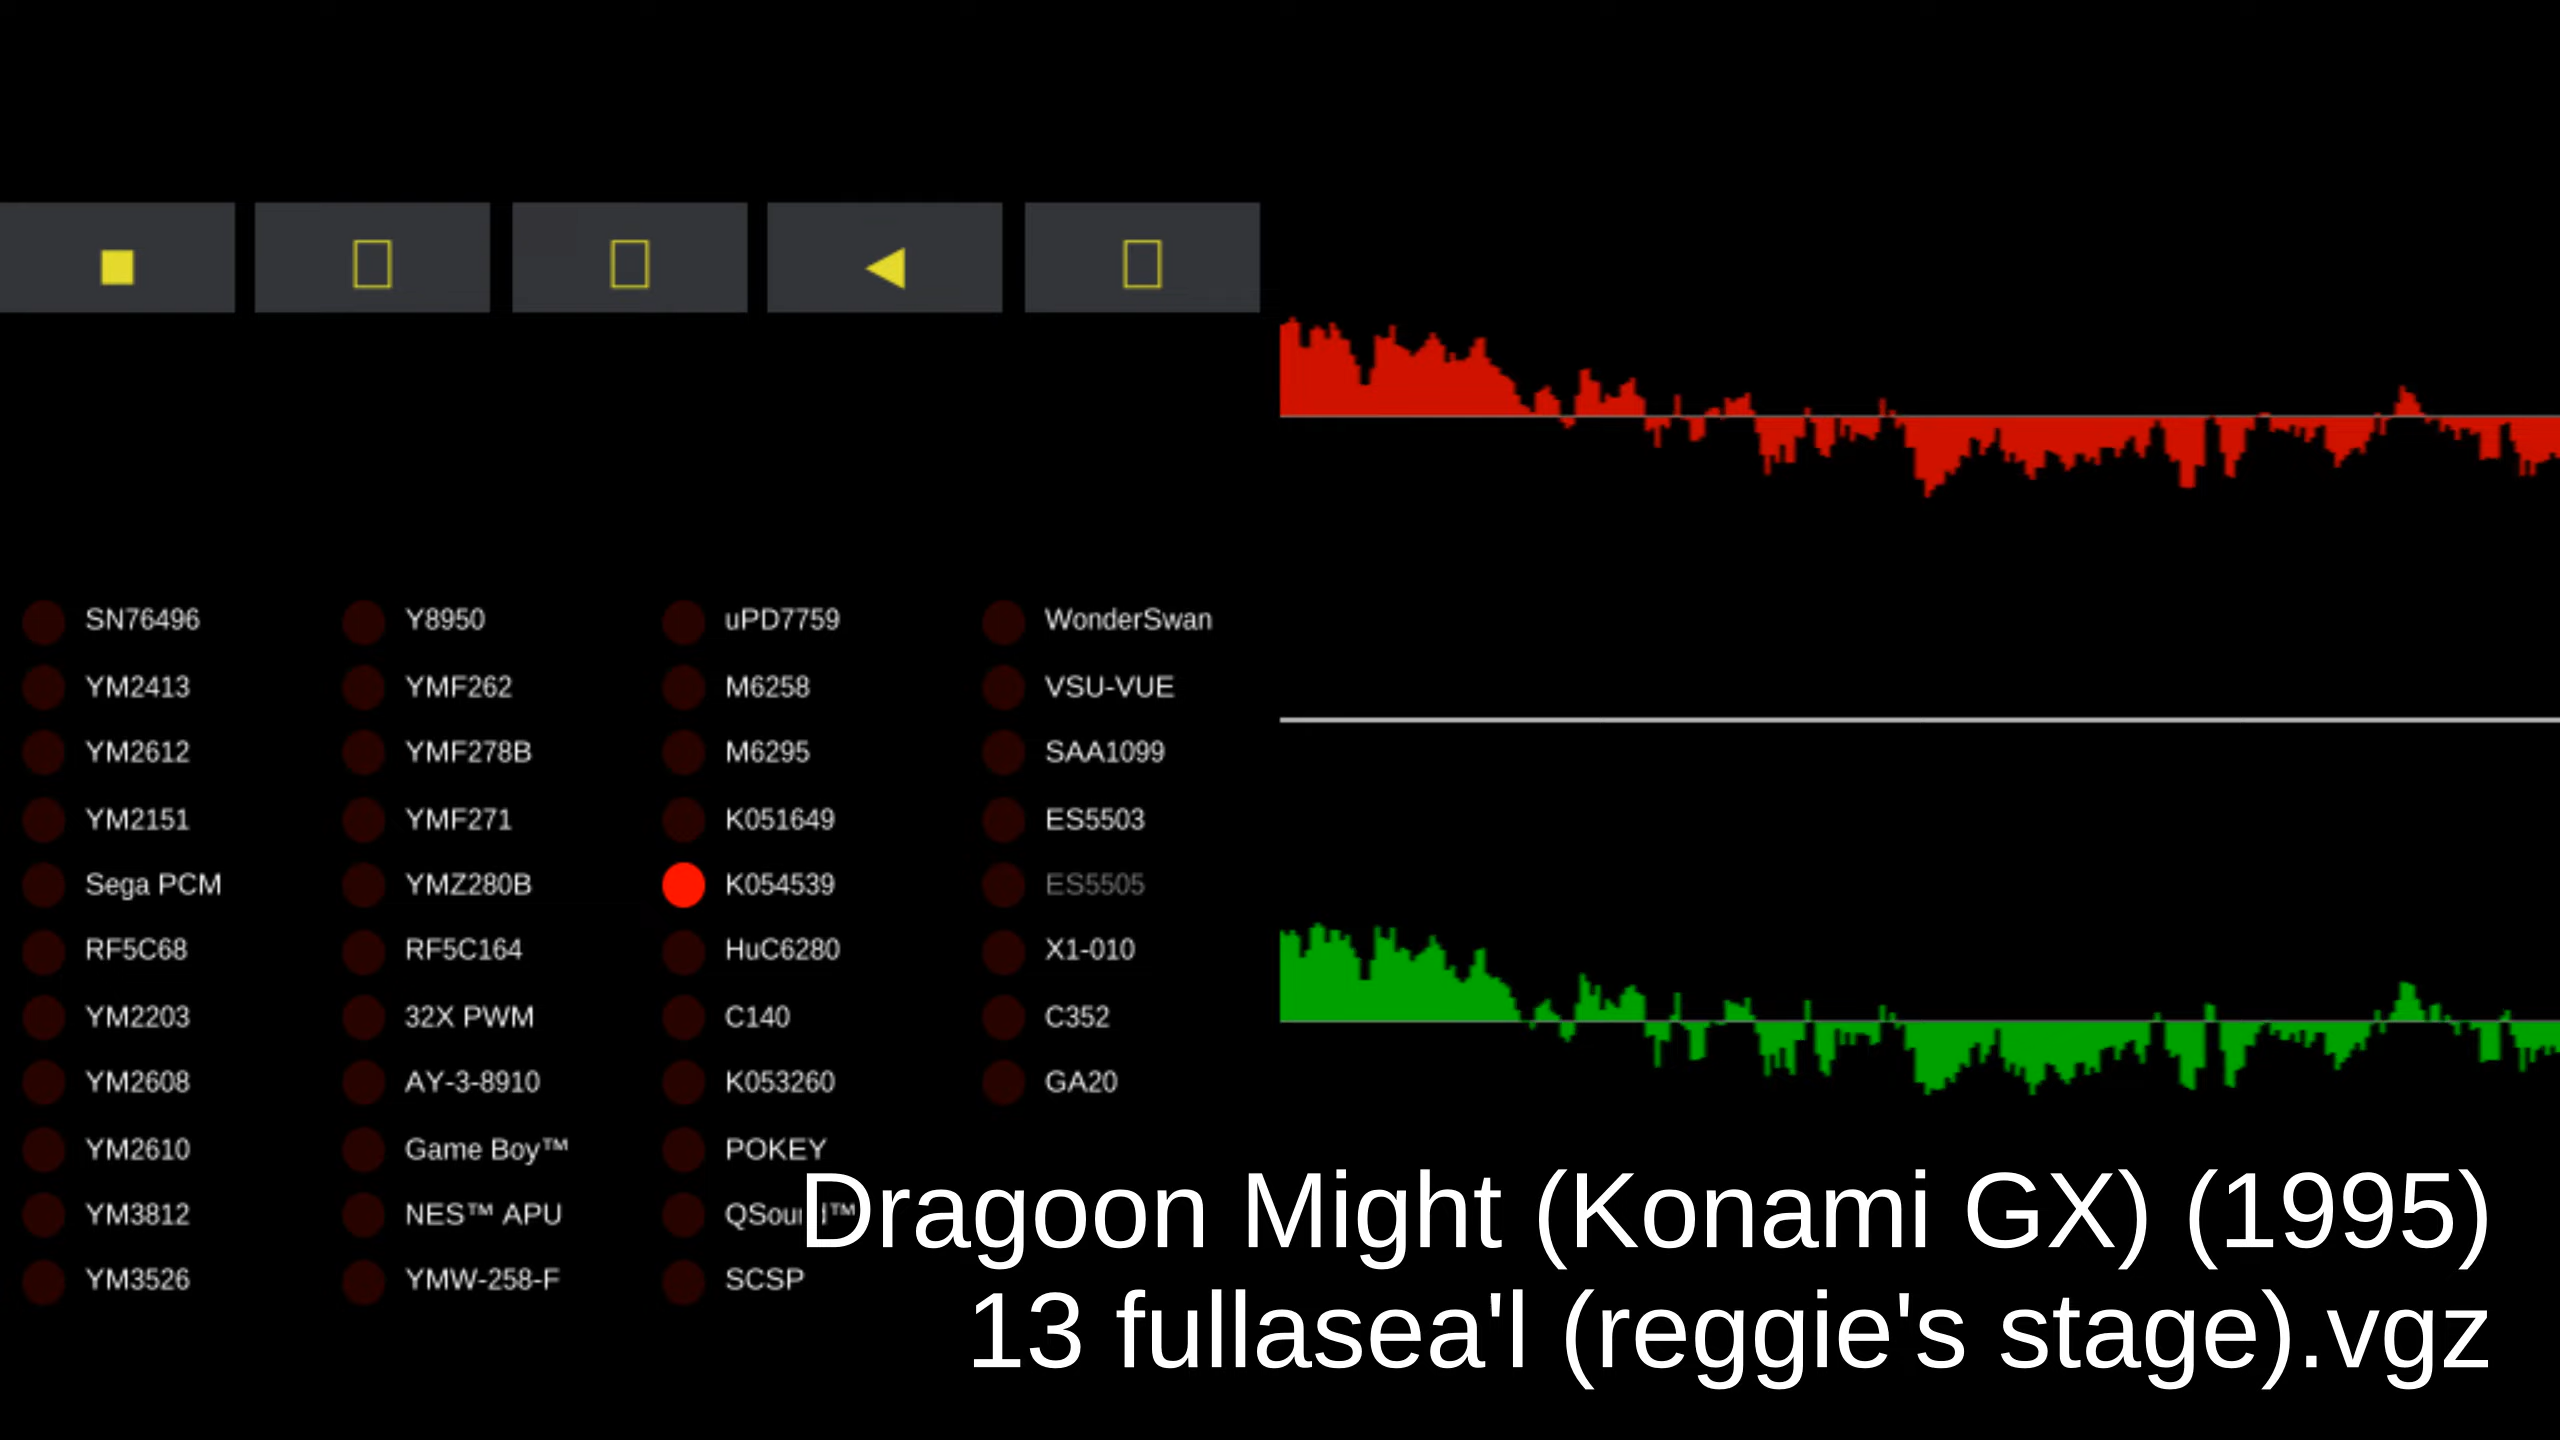 SN76496
YM2413
YM2612
YM2151
Sega PCM
RF5C68
YM2203
YM2608
YM2610
YM3812
YM3526
Y8950
YMF262
YMF278B
YMF271
YMZ280B
RF5C164
32X PWM
AY-3-8910
Game Boy™
NES™ APU
YMW-258-F
uPD7759
M6258
M6295
K051649
K054539
HuC6280
C140
K053260
POKEY
QSound™
SCSP
WonderSwan
VSU-VUE
SAA1099
ES5503
ES5505
X1-010
C352
GA20
Dragoon Might (Konami GX) (1995)
13 fullasea'l (reggie's stage).vgz